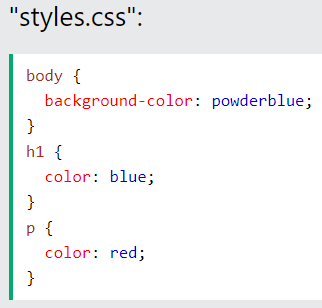 "styles.css":
body {
  background-color: powderblue;
}
h1 {
  color: blue;
}
p {
  color: red;
}